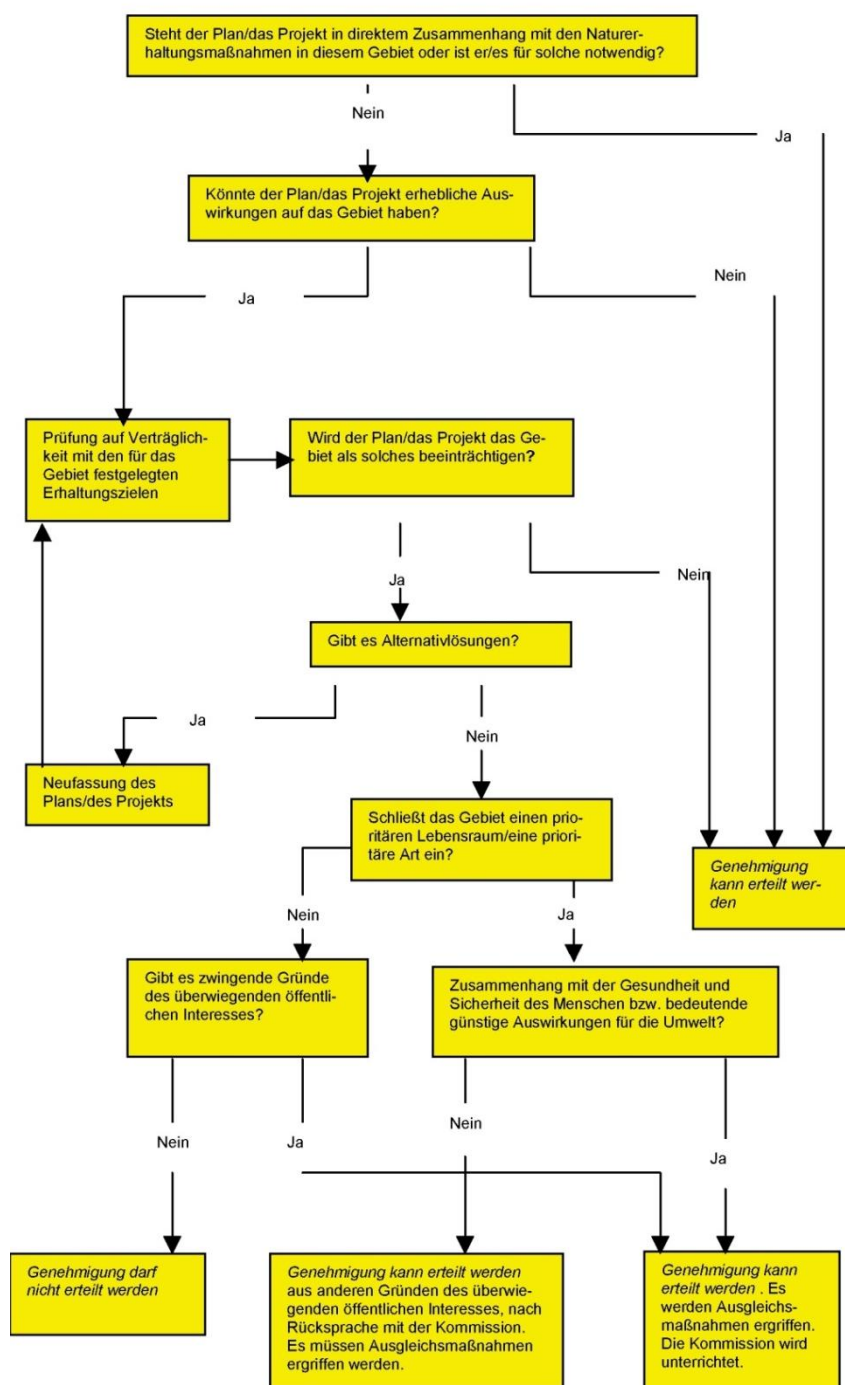 Steht der Plan/das Projekt in direktem Zusammenhang mit den Naturer-
haltungsmaßnahmen in diesem Gebiet oder ist er/es für solche notwendig?
Nein
Ja
Könnte der Plan/das Projekt erhebliche Aus-
wirkungen auf das Gebiet haben?
Nein
Ja
Prüfung auf Verträglich-
keit mit den für das
Gebiet festgelegten
Erhaltungszielen
Wird der Plan/das Projekt das Ge-
biet als solches beeinträchtigen?
Nein
Ja
Gibt es Alternativlösungen?
Ja
Nein
Neufassung des
Plans/des Projekts
Schließt das Gebiet einen prio-
ritären Lebensraum/eine priori-
täre Art ein?
Genehmigung
kann erteilt wer-
den
Nein
Ja
Gibt es zwingende Gründe
des überwiegenden öffentli-
chen Interesses?
Zusammenhang mit der Gesundheit und
Sicherheit des Menschen bzw. bedeutende
günstige Auswirkungen für die Umwelt?
Nein
Ja
Nein
Ja
Genehmigung darf
nicht erteilt werden
Genehmigung kann erteilt werden
aus anderen Gründen des überwie-
genden öffentlichen Interesses, nach
Rücksprache mit der Kommission.
Es müssen Ausgleichsmaßnahmen
ergriffen werden.
Genehmigung kann
erteilt werden . Es
werden Ausgleichs-
maßnahmen ergriffen.
Die Kommission wird
unterrichtet.